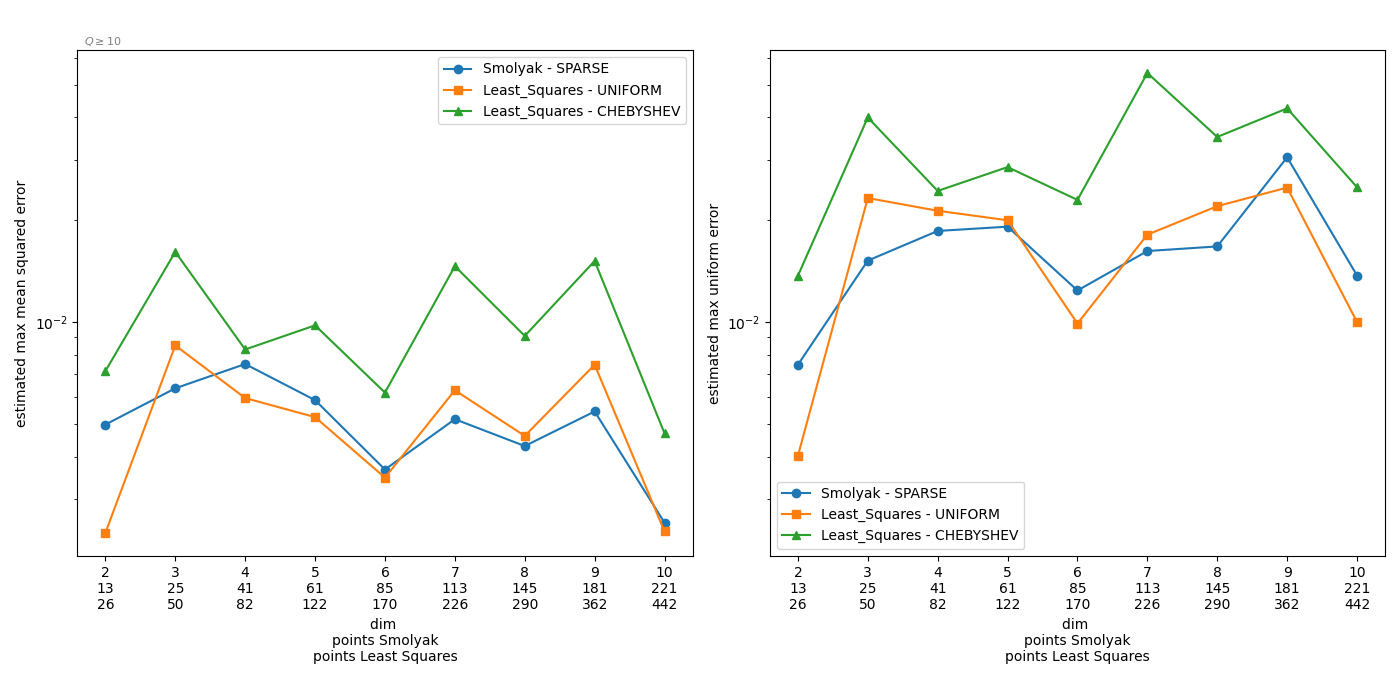 Q ≥ 10
Smolyak - SPARSE
Least_Squares - UNIFORM
Least_Squares - CHEBYSHEV
estimated max mean squared error
10⁻²
2 3 4 5 6 7 8 9 10
13 25 41 61 85 113 145 181 221
26 50 82 122 170 226 290 362 442
dim
points Smolyak
points Least Squares
estimated max uniform error
10⁻²
Smolyak - SPARSE
Least_Squares - UNIFORM
Least_Squares - CHEBYSHEV
2 3 4 5 6 7 8 9 10
13 25 41 61 85 113 145 181 221
26 50 82 122 170 226 290 362 442
dim
points Smolyak
points Least Squares